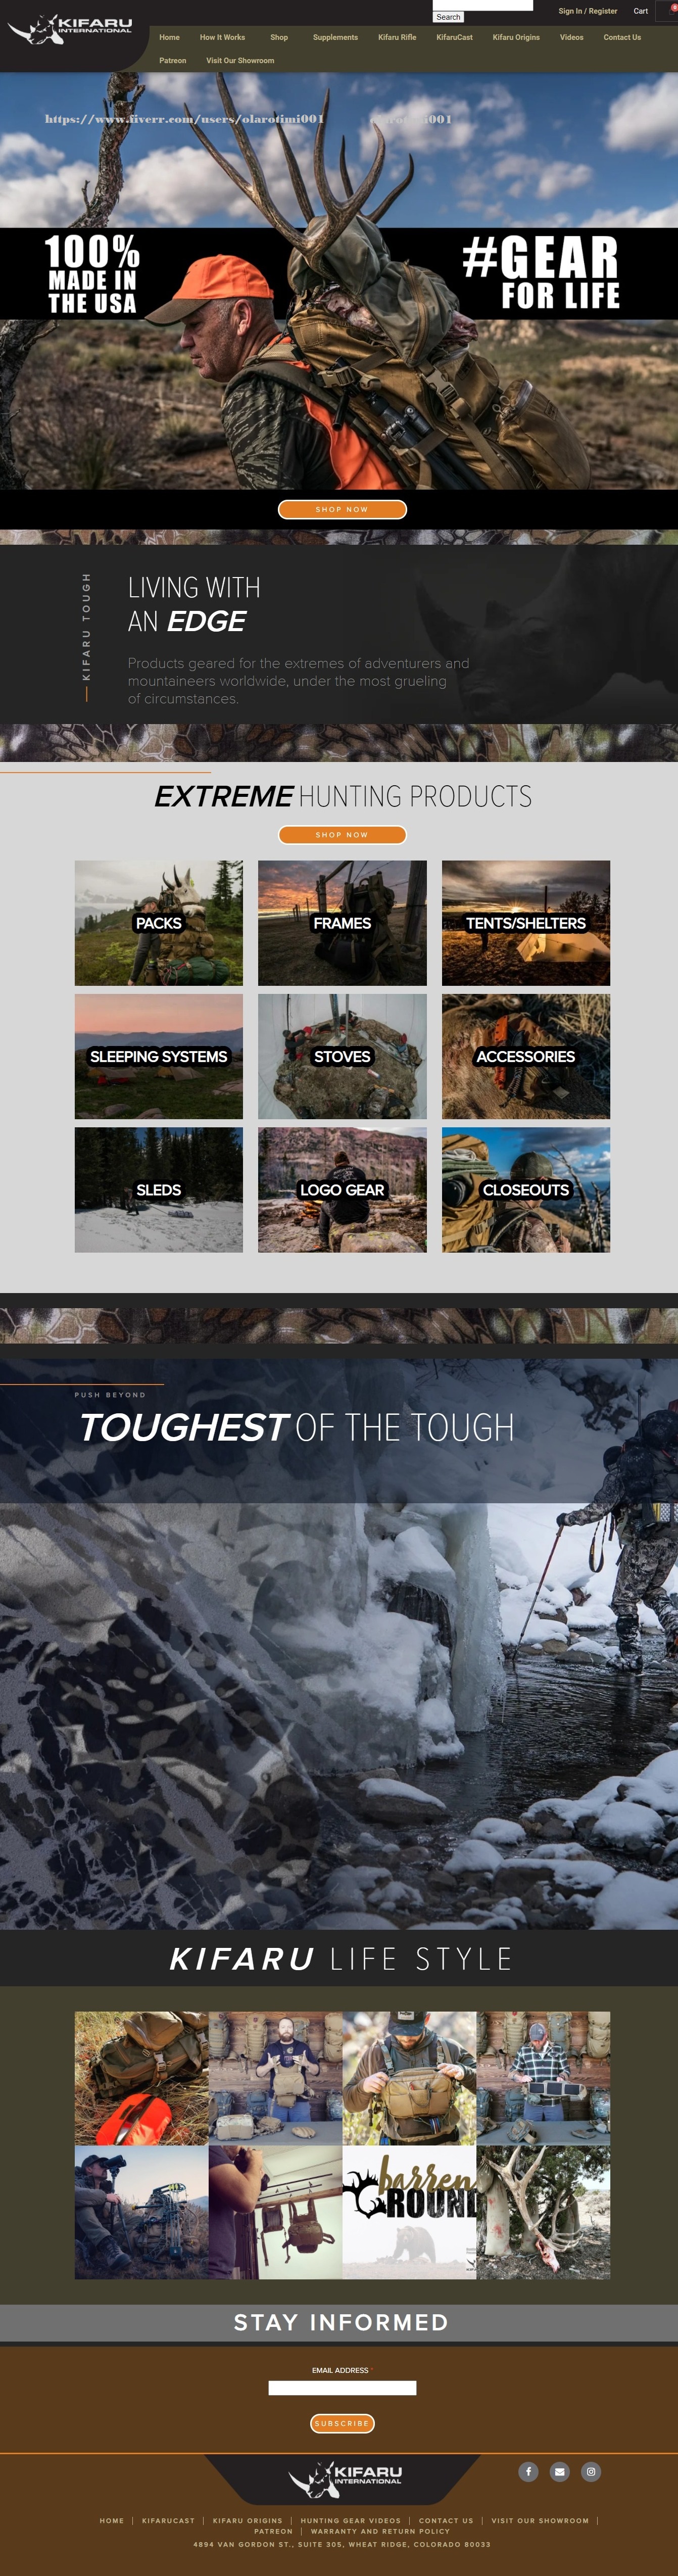 KIFARU
INTERNATIONAL
Search
Sign In / Register
Cart
Home
How It Works
Shop
Supplements
Kifaru Rifle
KifaruCast
Kifaru Origins
Videos
Contact Us
Patreon
Visit Our Showroom
https://www.fiverr.com/users/olarotimi001
100%
MADE IN
THE USA
#GEAR
FOR LIFE
SHOP NOW
KIFARU TOUGH
LIVING WITH
AN EDGE
Products geared for the extremes of adventurers and
mountaineers worldwide, under the most grueling
of circumstances.
EXTREME HUNTING PRODUCTS
SHOP NOW
PACKS
FRAMES
TENTS/SHELTERS
SLEEPING SYSTEMS
STOVES
ACCESSORIES
SLEDS
LOGO GEAR
CLOSEOUTS
PUSH BEYOND
TOUGHEST OF THE TOUGH
KIFARU LIFE STYLE
barren
ROUND
STAY INFORMED
EMAIL ADDRESS *
SUBSCRIBE
KIFARU
INTERNATIONAL
HOME | KIFARUCAST | KIFARU ORIGINS | HUNTING GEAR VIDEOS | CONTACT US | VISIT OUR SHOWROOM |
PATREON | WARRANTY AND RETURN POLICY
4894 VAN GORDON ST., SUITE 305, WHEAT RIDGE, COLORADO 80033